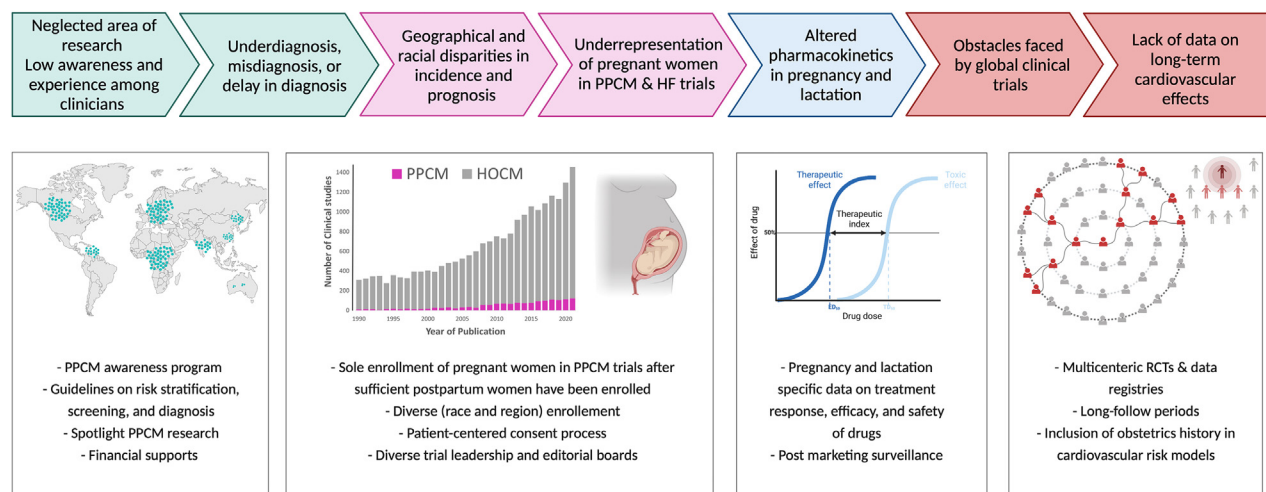 Neglected area of
research
Low awareness and
experience among
clinicians
Underdiagnosis,
misdiagnosis, or
delay in diagnosis
Geographical and
racial disparities in
incidence and
prognosis
Underrepresentation
of pregnant women
in PPCM & HF trials
Altered
pharmacokinetics
in pregnancy and
lactation
Obstacles faced
by global clinical
trials
Lack of data on
long-term
cardiovascular
effects
- PPCM awareness program
- Guidelines on risk stratification,
screening, and diagnosis
- Spotlight PPCM research
- Financial supports
PPCM HOCM
Number of Clinical studies
1400
1200
1000
800
600
400
200
0
1990 1995 2000 2005 2010 2015 2020
Year of Publication
- Sole enrollment of pregnant women in PPCM trials after
sufficient postpartum women have been enrolled
- Diverse (race and region) enrollement
- Patient-centered consent process
- Diverse trial leadership and editorial boards
Therapeutic
effect
Toxic
effect
Therapeutic
index
50%
Effect of drug
Drug dose
- Pregnancy and lactation
specific data on treatment
response, efficacy, and safety
of drugs
- Post marketing surveillance
- Multicenteric RCTs & data
registries
- Long-follow periods
- Inclusion of obstetrics history in
cardiovascular risk models